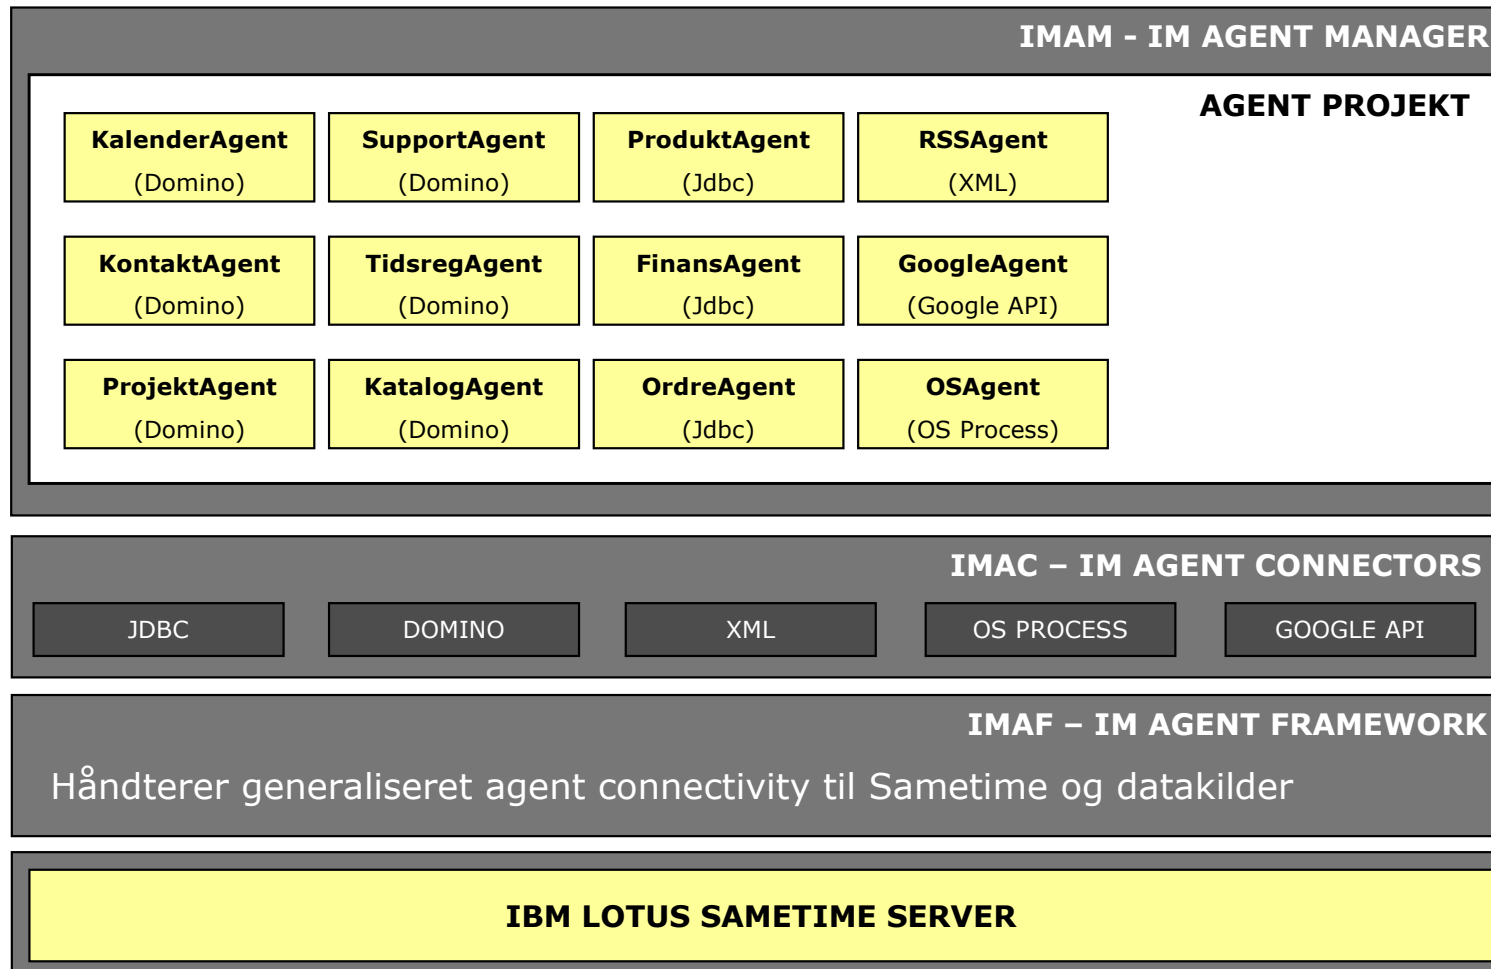 IMAM - IM AGENT MANAGER
AGENT PROJEKT
KalenderAgent
(Domino)
SupportAgent
(Domino)
ProduktAgent
(Jdbc)
RSSAgent
(XML)
KontaktAgent
(Domino)
TidsregAgent
(Domino)
FinansAgent
(Jdbc)
GoogleAgent
(Google API)
ProjektAgent
(Domino)
KatalogAgent
(Domino)
OrdreAgent
(Jdbc)
OSAgent
(OS Process)
IMAC – IM AGENT CONNECTORS
JDBC
DOMINO
XML
OS PROCESS
GOOGLE API
IMAF – IM AGENT FRAMEWORK
Håndterer generaliseret agent connectivity til Sametime og datakilder
IBM LOTUS SAMETIME SERVER